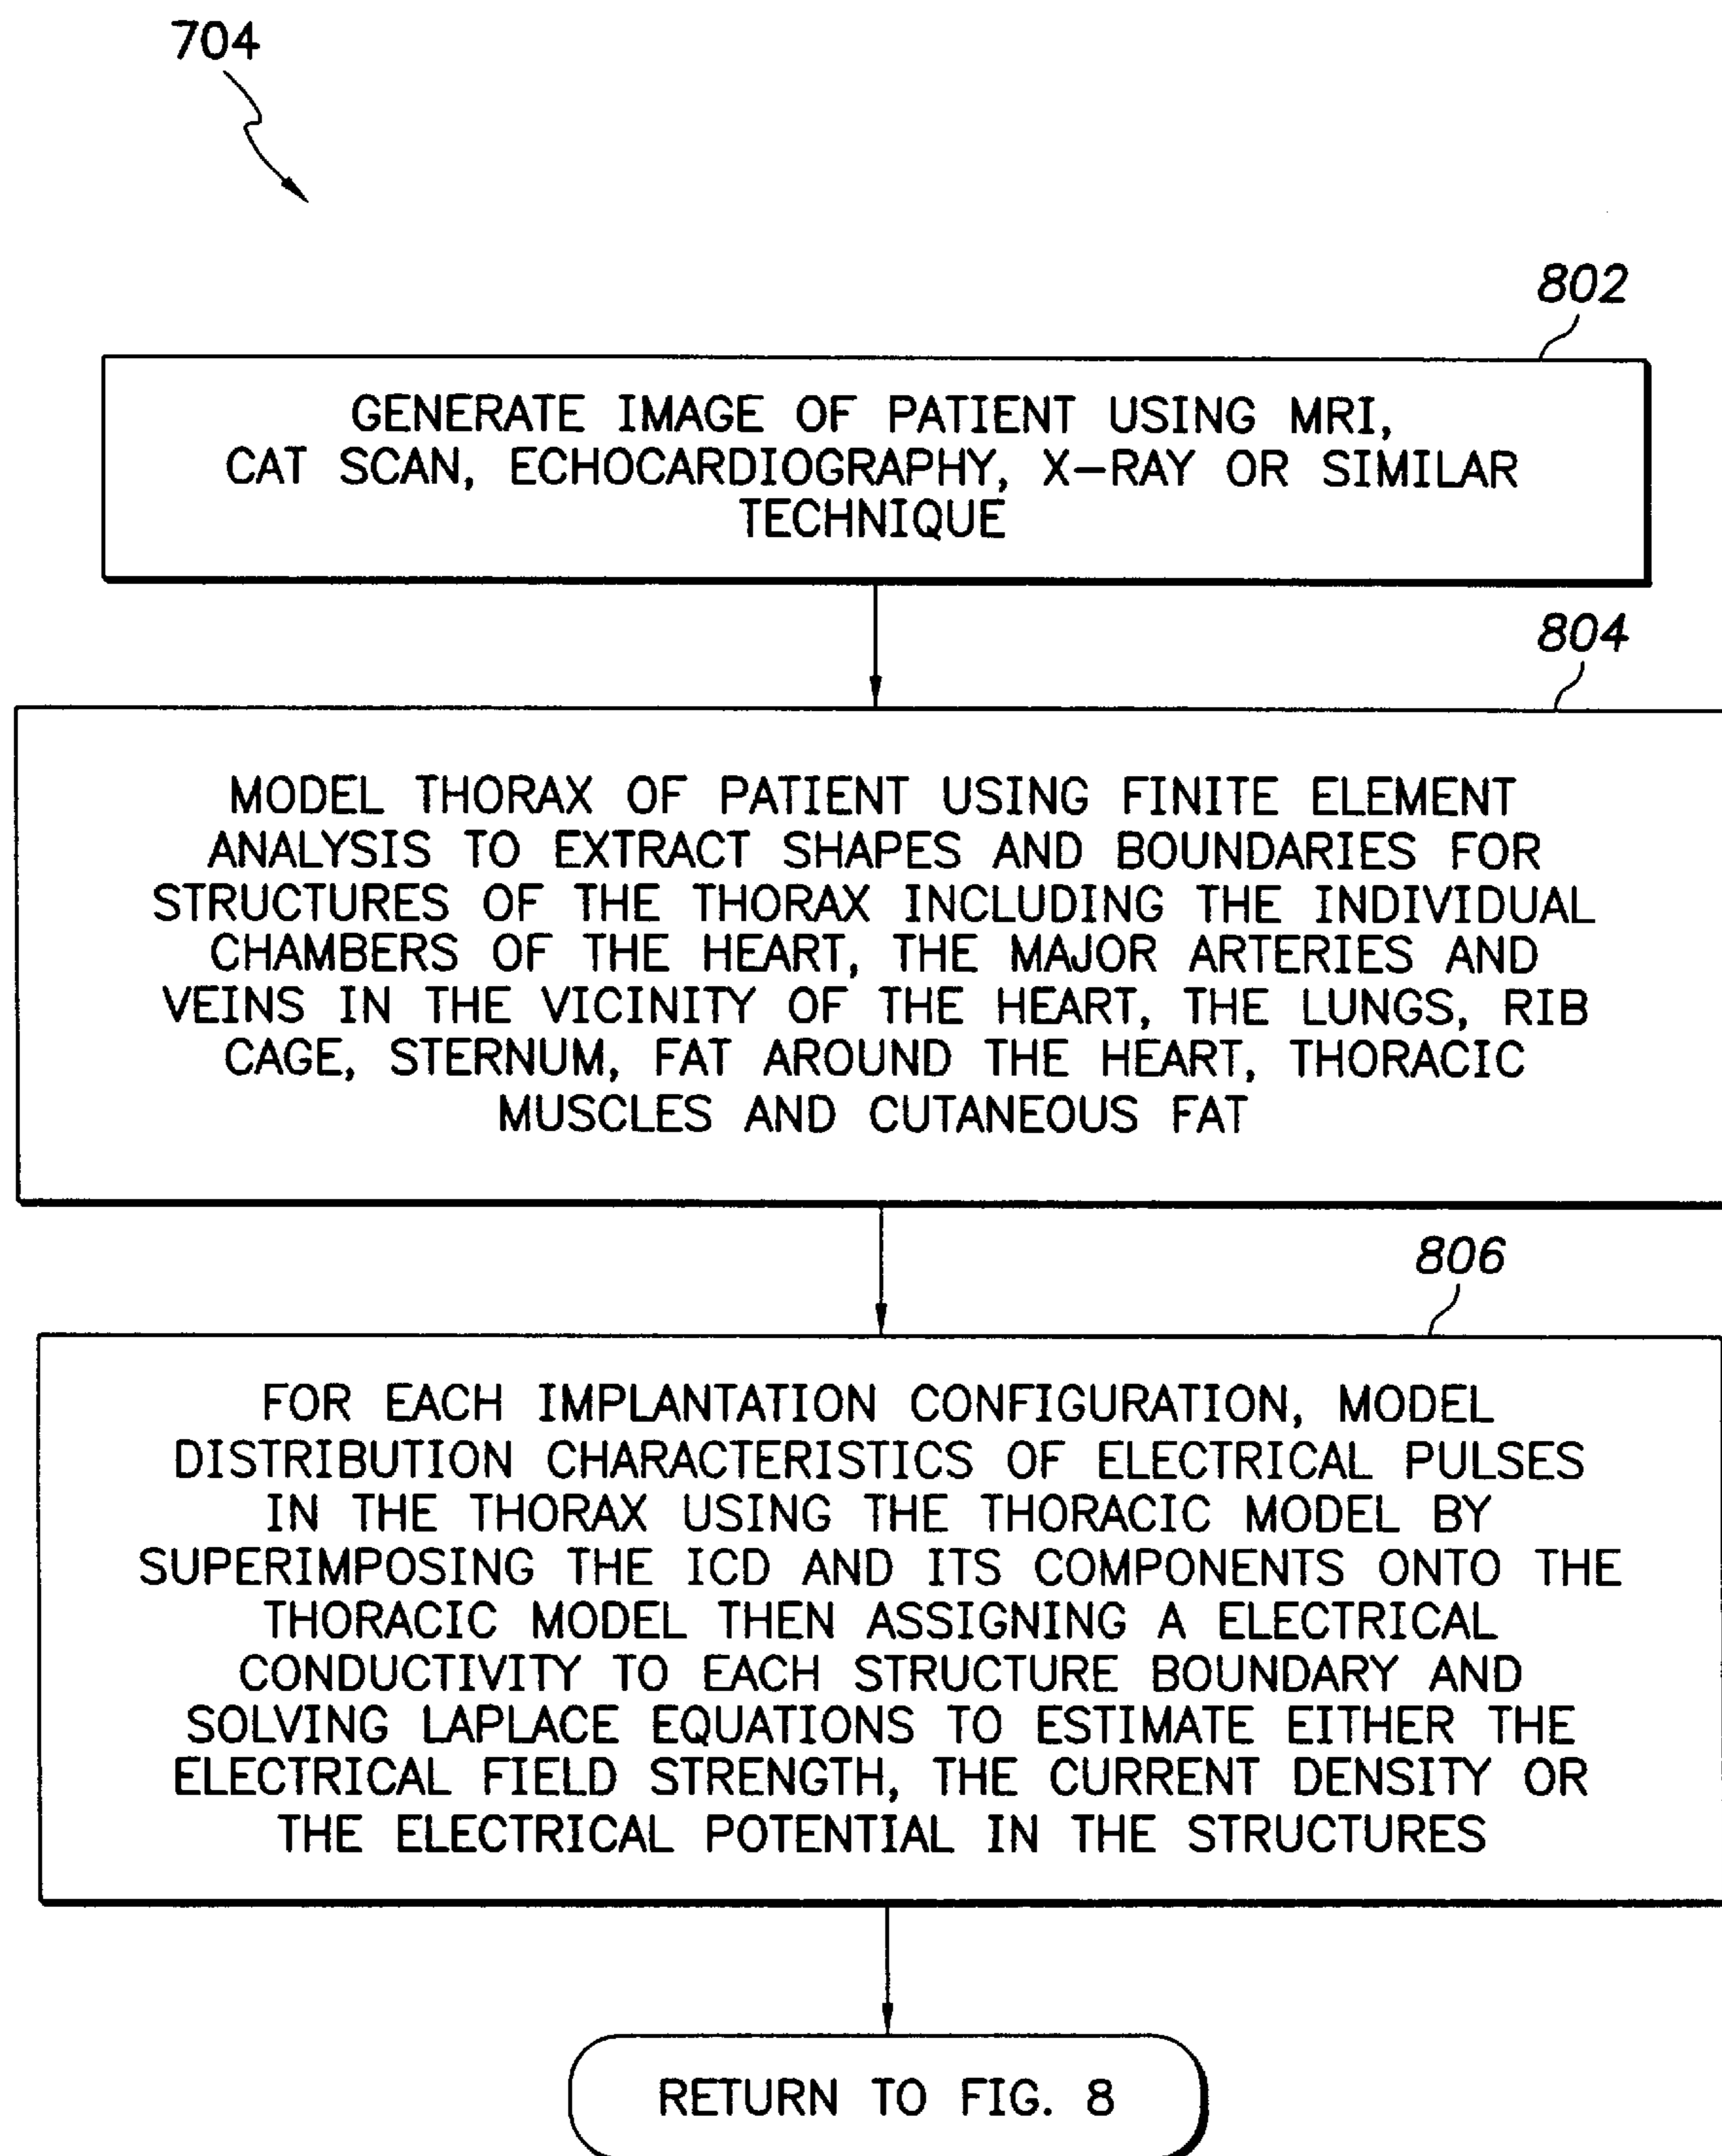 704
802
GENERATE IMAGE OF PATIENT USING MRI,
CAT SCAN, ECHOCARDIOGRAPHY, X-RAY OR SIMILAR
TECHNIQUE
804
MODEL THORAX OF PATIENT USING FINITE ELEMENT
ANALYSIS TO EXTRACT SHAPES AND BOUNDARIES FOR
STRUCTURES OF THE THORAX INCLUDING THE INDIVIDUAL
CHAMBERS OF THE HEART, THE MAJOR ARTERIES AND
VEINS IN THE VICINITY OF THE HEART, THE LUNGS, RIB
CAGE, STERNUM, FAT AROUND THE HEART, THORACIC
MUSCLES AND CUTANEOUS FAT
806
FOR EACH IMPLANTATION CONFIGURATION, MODEL
DISTRIBUTION CHARACTERISTICS OF ELECTRICAL PULSES
IN THE THORAX USING THE THORACIC MODEL BY
SUPERIMPOSING THE ICD AND ITS COMPONENTS ONTO THE
THORACIC MODEL THEN ASSIGNING A ELECTRICAL
CONDUCTIVITY TO EACH STRUCTURE BOUNDARY AND
SOLVING LAPLACE EQUATIONS TO ESTIMATE EITHER THE
ELECTRICAL FIELD STRENGTH, THE CURRENT DENSITY OR
THE ELECTRICAL POTENTIAL IN THE STRUCTURES
RETURN TO FIG. 8